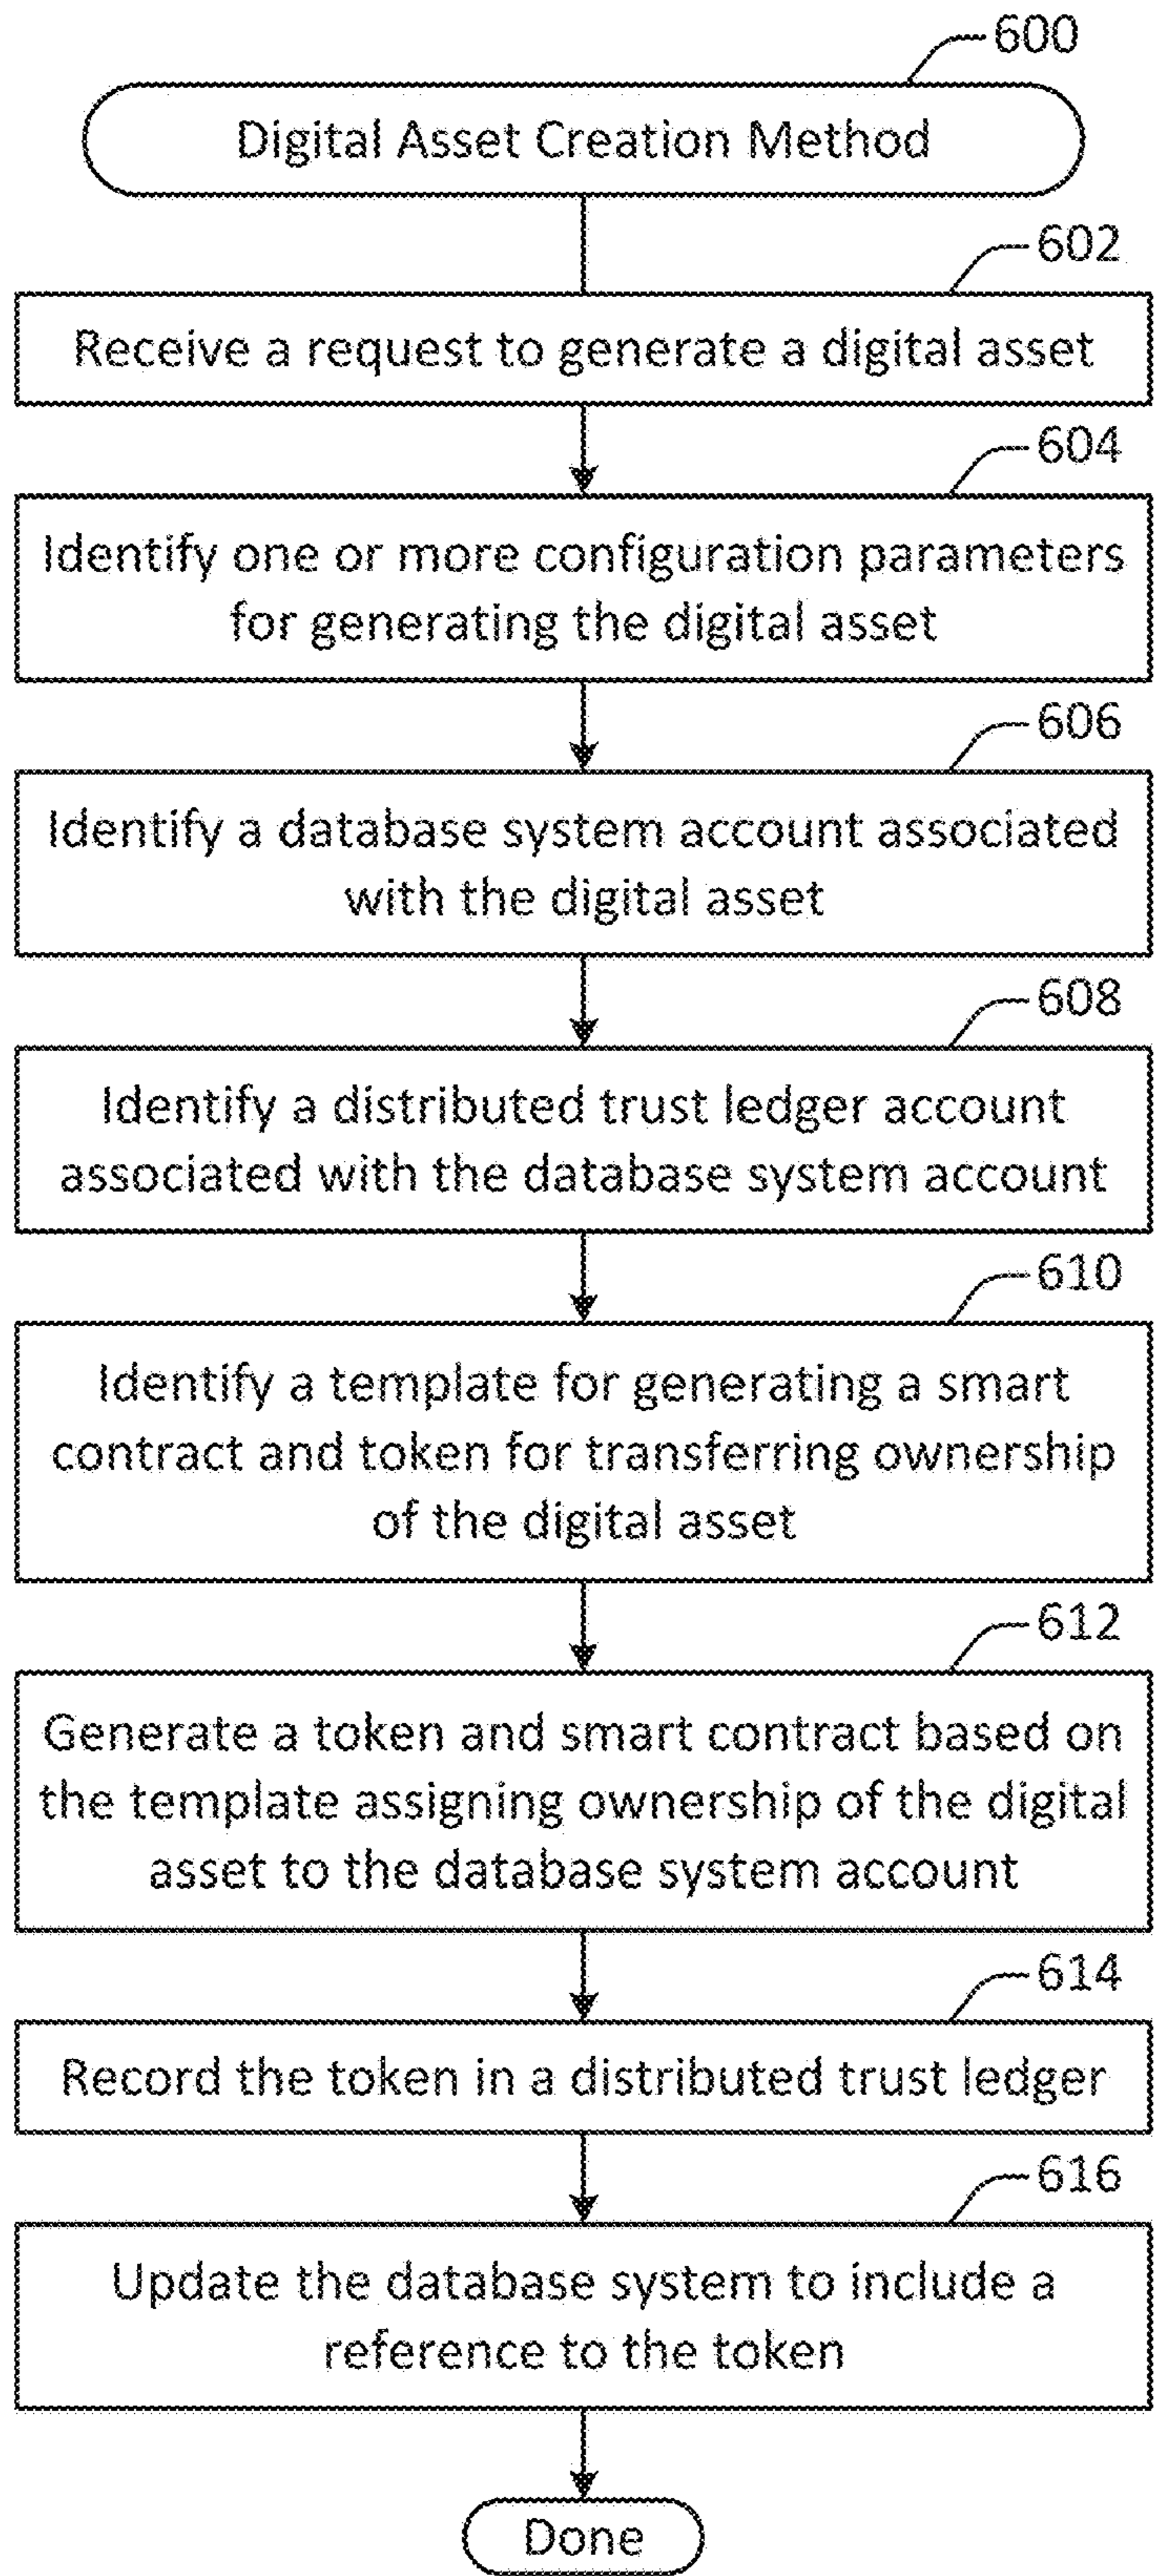 600
Digital Asset Creation Method
602
Receive a request to generate a digital asset
604
Identify one or more configuration parameters
for generating the digital asset
606
Identify a database system account associated
with the digital asset
608
Identify a distributed trust ledger account
associated with the database system account
610
Identify a template for generating a smart
contract and token for transferring ownership
of the digital asset
612
Generate a token and smart contract based on
the template assigning ownership of the digital
asset to the database system account
614
Record the token in a distributed trust ledger
616
Update the database system to include a
reference to the token
Done